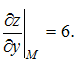 ∂z/∂y|_M = 6.